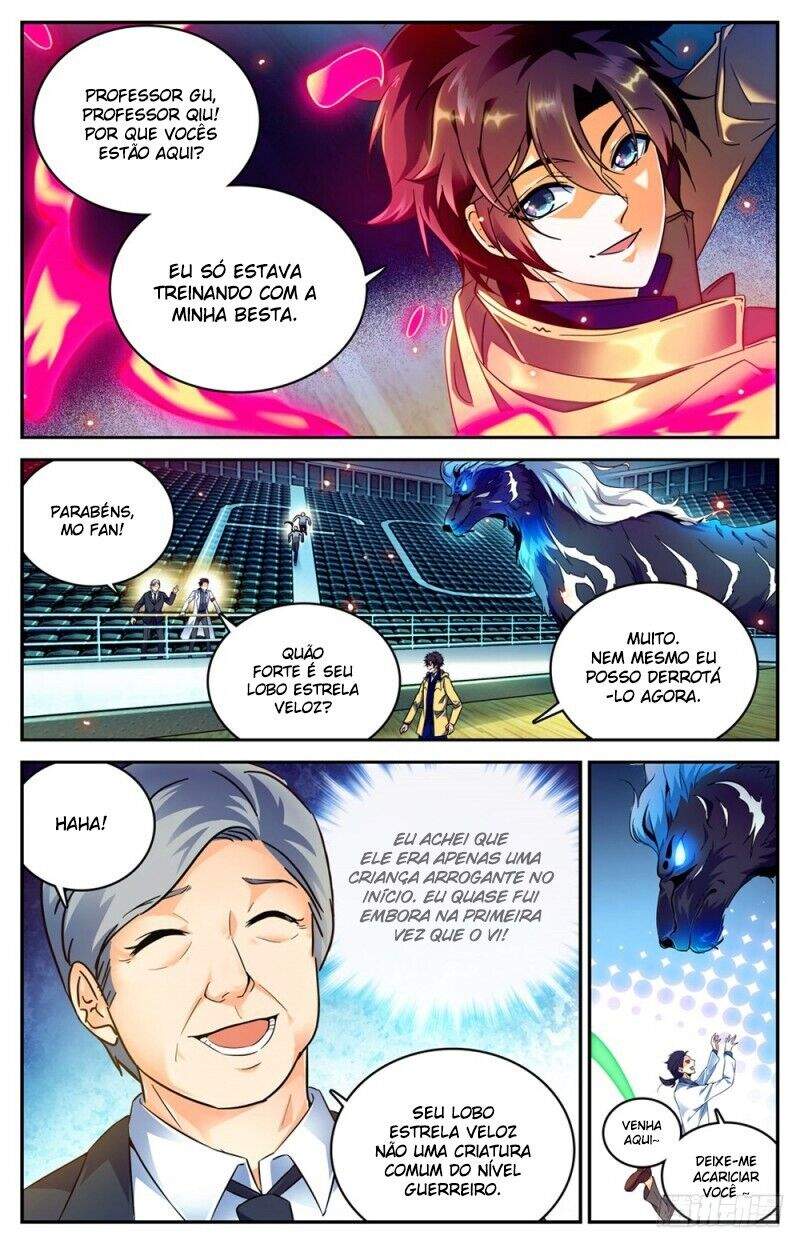 PROFESSOR GU,
PROFESSOR QIU!
POR QUE VOCÊS
ESTÃO AQUI?
EU SÓ ESTAVA
TREINANDO COM A
MINHA BESTA.
PARABÉNS,
MO FAN!
QUÃO
FORTE É SEU
LOBO ESTRELA
VELOZ?
MUITO.
NEM MESMO EU
POSSO DERROTÁ
-LO AGORA.
HAHA!
EU ACHEI QUE
ELE ERA APENAS UMA
CRIANÇA ARROGANTE NO
INÍCIO. EU QUASE FUI
EMBORA NA PRIMEIRA
VEZ QUE O VI!
SEU LOBO
ESTRELA VELOZ
NÃO UMA CRIATURA
COMUM DO NÍVEL
GUERREIRO.
VENHA
AQUI~
DEIXE-ME
ACARICIAR
VOCÊ ~